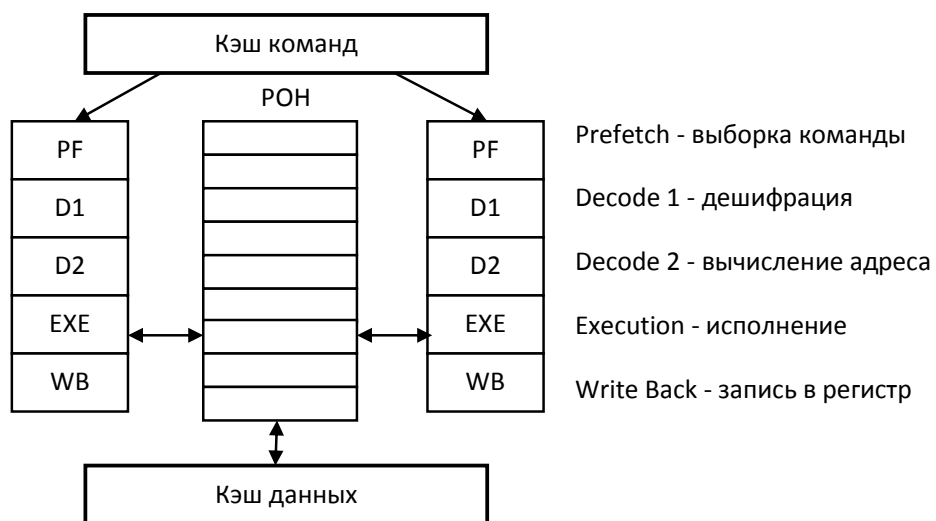 Кэш команд
РОН
PF
PF
Prefetch - выборка команды
D1
D1
Decode 1 - дешифрация
D2
D2
Decode 2 - вычисление адреса
EXE
EXE
Execution - исполнение
WB
WB
Write Back - запись в регистр
Кэш данных